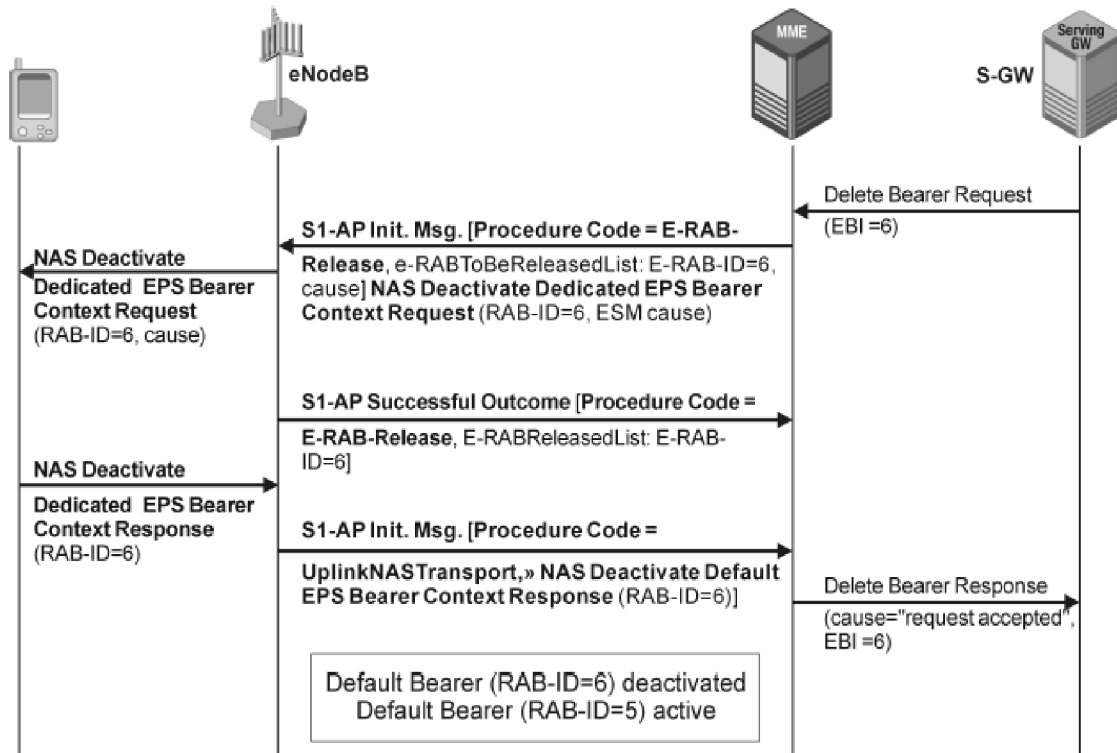 eNodeB
MME
Serving
GW
S-GW
Delete Bearer Request
(EBI =6)
S1-AP Init. Msg. [Procedure Code = E-RAB-
Release, e-RABToBeReleasedList: E-RAB-ID=6,
cause] NAS Deactivate Dedicated EPS Bearer
Context Request (RAB-ID=6, ESM cause)
NAS Deactivate
Dedicated EPS Bearer
Context Request
(RAB-ID=6, cause)
S1-AP Successful Outcome [Procedure Code =
E-RAB-Release, E-RABReleasedList: E-RAB-
ID=6]
NAS Deactivate
Dedicated EPS Bearer
Context Response
(RAB-ID=6)
S1-AP Init. Msg. [Procedure Code =
UplinkNASTransport,» NAS Deactivate Default
EPS Bearer Context Response (RAB-ID=6)]
Delete Bearer Response
(cause="request accepted",
EBI =6)
Default Bearer (RAB-ID=6) deactivated
Default Bearer (RAB-ID=5) active